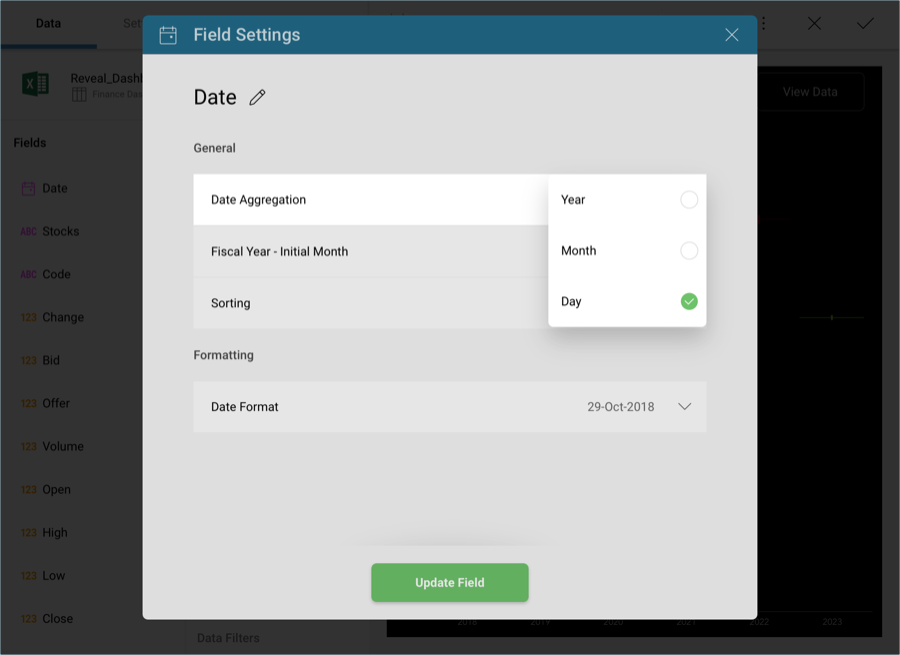 Data
Set
Field Settings
Reveal_Dashl
Finance Das
View Data
Date
General
Fields
Date Aggregation
Year
Month
Day
Fiscal Year - Initial Month
Sorting
Formatting
Date Format
29-Oct-2018
Date
ABC Stocks
ABC Code
123 Change
123 Bid
123 Offer
123 Volume
123 Open
123 High
123 Low
123 Close
Update Field
Data Filters
2018 2019 2020 2021 2022 2023